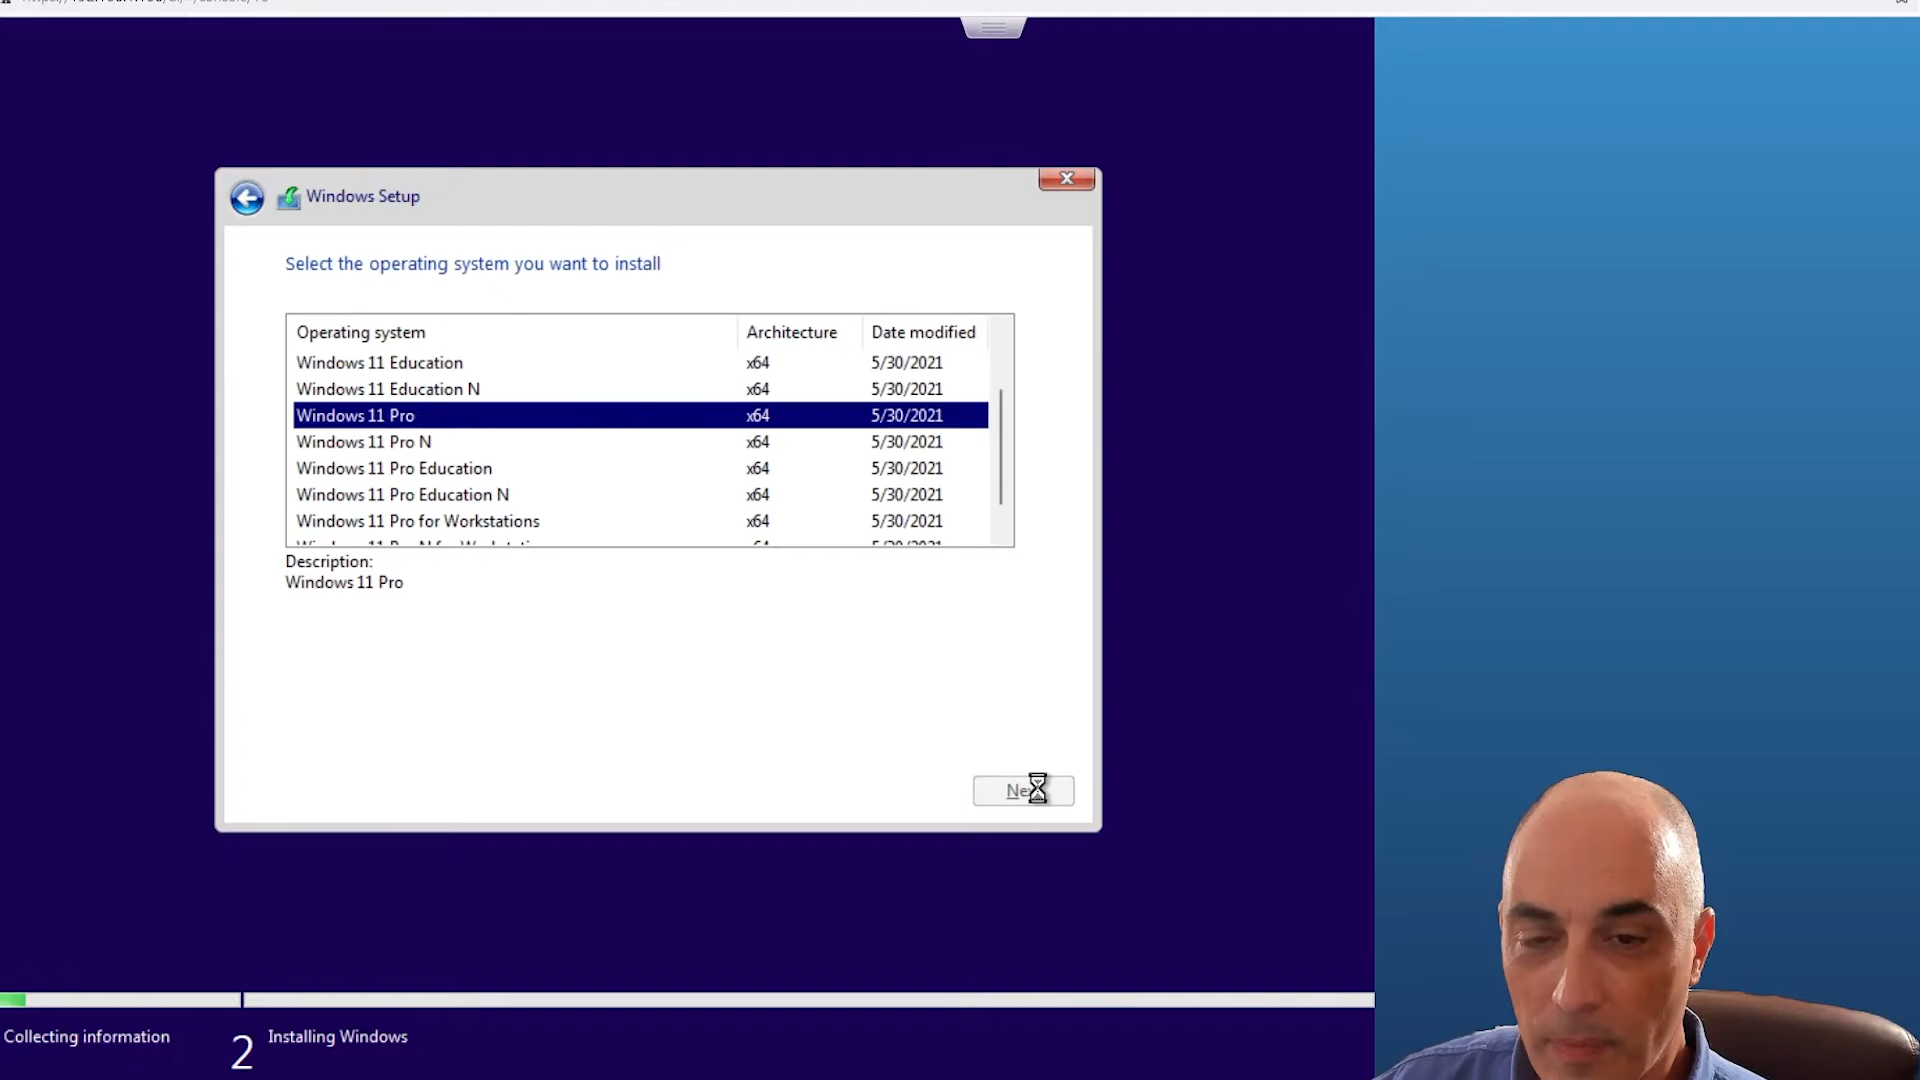 Windows Setup
Select the operating system you want to install
Operating system Architecture Date modified
Windows 11 Education x64 5/30/2021
Windows 11 Education N x64 5/30/2021
Windows 11 Pro x64 5/30/2021
Windows 11 Pro N x64 5/30/2021
Windows 11 Pro Education x64 5/30/2021
Windows 11 Pro Education N x64 5/30/2021
Windows 11 Pro for Workstations x64 5/30/2021
Description:
Windows 11 Pro
Collecting information
2 Installing Windows